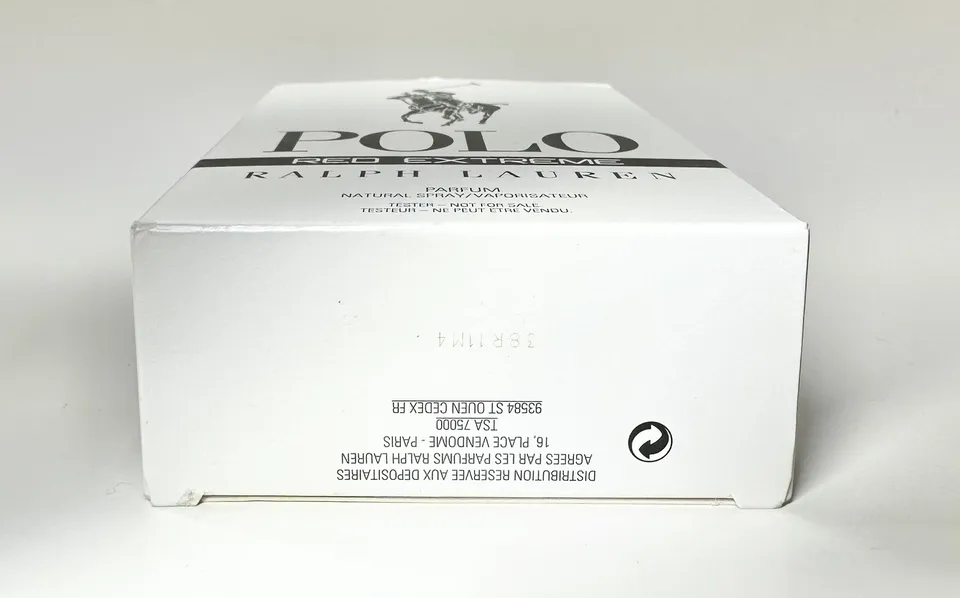 POLO
RED EXTREME
RALPH LAUREN
PARFUM
NATURAL SPRAY/VAPORISATEUR
TESTER – NOT FOR SALE.
TESTEUR – NE PEUT ETRE VENDU.
DISTRIBUTION RESERVEE AUX DEPOSITAIRES
AGREES PAR LES PARFUMS RALPH LAUREN
16, PLACE VENDOME - PARIS
TSA 75000
93584 ST OUEN CEDEX FR
38R11M4